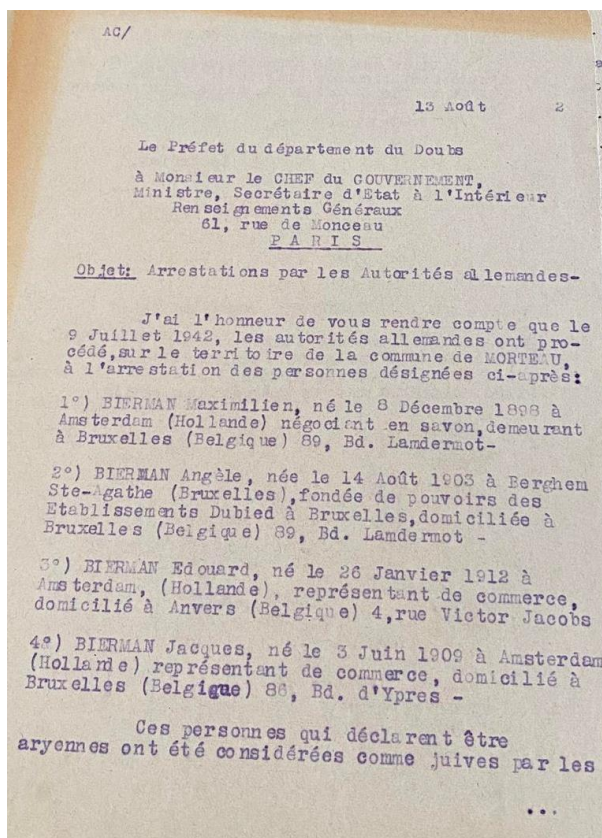 AC/
13 Août 2
Le Préfet du département du Doubs
à Monsieur le CHEF du GOUVERNEMENT,
Ministre, Secrétaire d'Etat à l'Intérieur
Renseignements Généraux
61, rue de Monceau
P A R I S
Objet: Arrestations par les Autorités allemandes-
J'ai l'honneur de vous rendre compte que le
9 Juillet 1942, les autorités allemandes ont pro-
cédé,sur le territoire de la commune de MORTEAU,
à l'arrestation des personnes désignées ci-après:
1°) BIERMAN Maximilien, né le 8 Décembre 1898 à
Amsterdam (Hollande) négociant en savon,demeurant
à Bruxelles (Belgique) 89, Bd. Lamdermot-
2°) BIERMAN Angèle, née le 14 Août 1903 à Berghem
Ste-Agathe (Bruxelles),fondée de pouvoirs des
Etablissements Dubied à Bruxelles,domiciliée à
Bruxelles (Belgique) 89, Bd. Lamdermot -
3°) BIERMAN Edouard, né le 26 Janvier 1912 à
Amsterdam, (Hollande), représentant de commerce,
domicilié à Anvers (Belgique) 4,rue Victor Jacobs
4°) BIERMAN Jacques, né le 3 Juin 1909 à Amsterdam
(Hollande) représentant de commerce, domicilié à
Bruxelles (Belgique) 86, Bd. d'Ypres -
Ces personnes qui déclarent être
aryennes ont été considérées comme juives par les
...